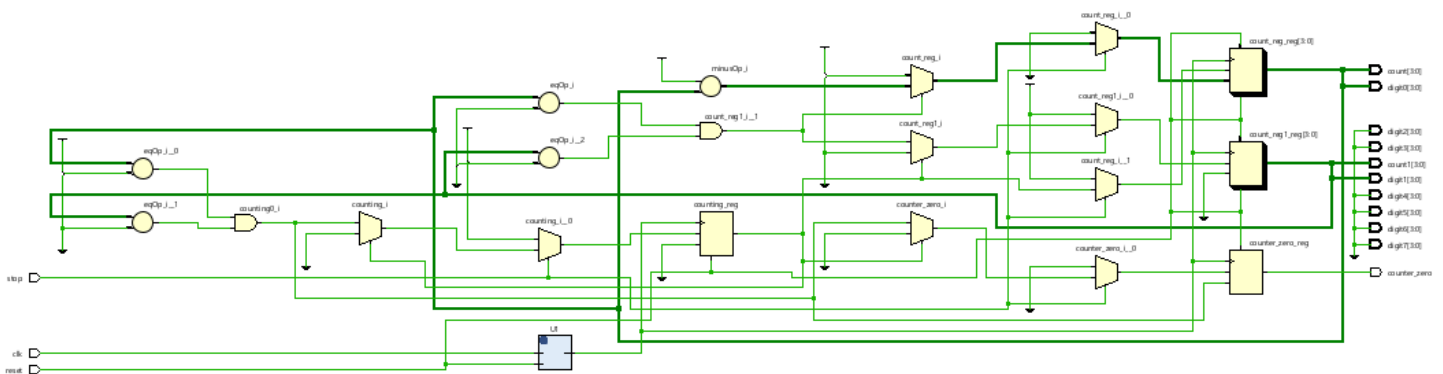 count_reg_i__0
count_reg_reg[3:0]
count_reg_i
minusOp_i
count[3:0]
digit0[3:0]
eqOp_i
count_reg1_i__0
count_reg1_i__1
count_reg1_i
digit2[3:0]
digit3[3:0]
count_reg1_reg[3:0]
eqOp_i__2
eqOp_i__0
count_reg_i__1
count1[3:0]
digit1[3:0]
digit4[3:0]
digit5[3:0]
digit6[3:0]
digit7[3:0]
eqOp_i__1
counting0_i
counting_i
counting_i__0
counting_reg
counter_zero_i
counter_zero_i__0
counter_zero_reg
counter_zero
stop
U1
clk
reset